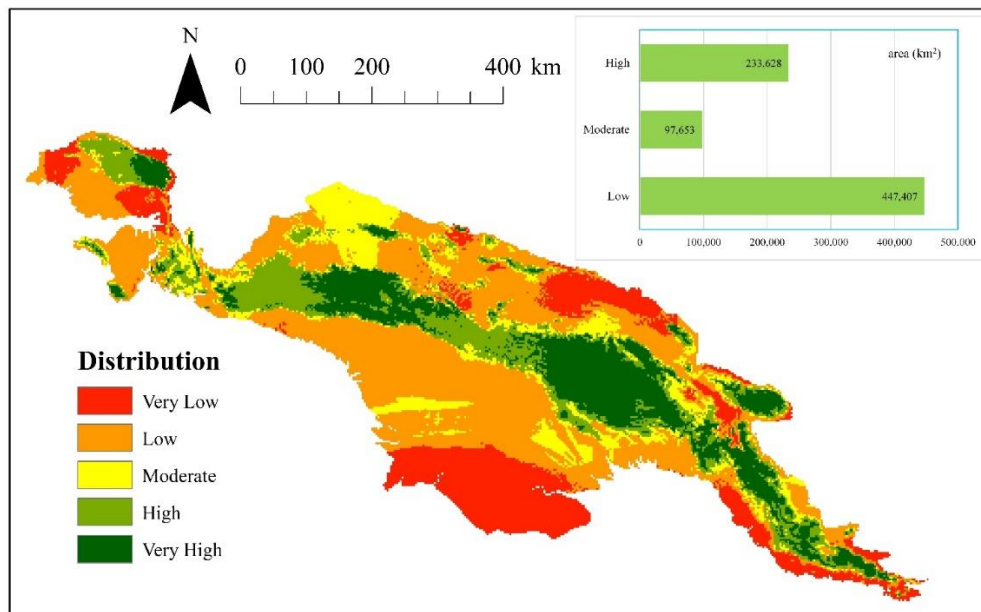 N
0 100 200 400 km
area (km²)
High 233,628
Moderate 97,653
Low 447,407
0 100,000 200,000 300,000 400,000 500.000
Distribution
Very Low
Low
Moderate
High
Very High